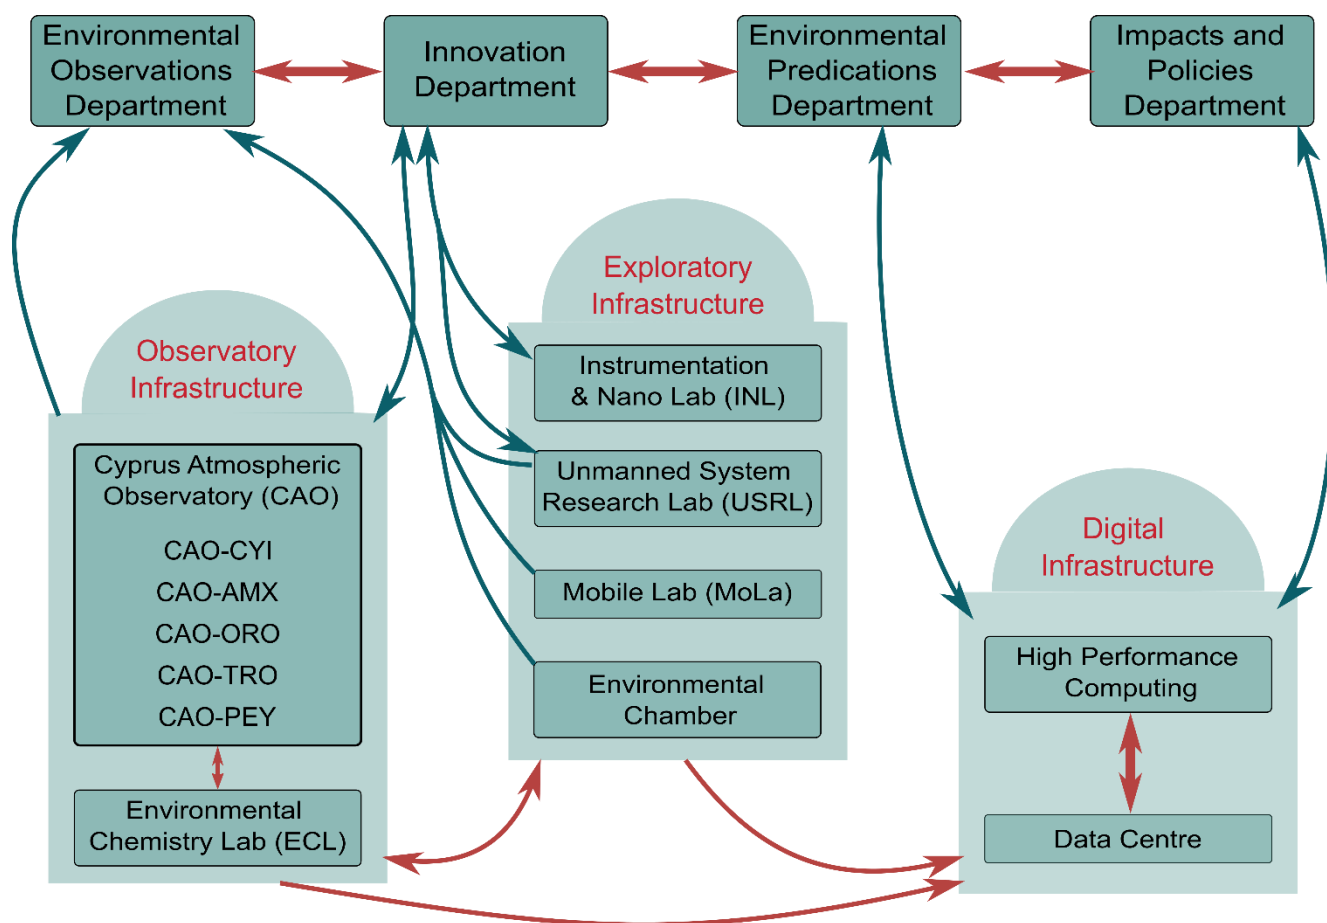 Environmental
Observations
Department
Innovation
Department
Environmental
Predications
Department
Impacts and
Policies
Department
Observatory
Infrastructure
Cyprus Atmospheric
Observatory (CAO)
CAO-CYI
CAO-AMX
CAO-ORO
CAO-TRO
CAO-PEY
Environmental
Chemistry Lab (ECL)
Exploratory
Infrastructure
Instrumentation
& Nano Lab (INL)
Unmanned System
Research Lab (USRL)
Mobile Lab (MoLa)
Environmental
Chamber
Digital
Infrastructure
High Performance
Computing
Data Centre